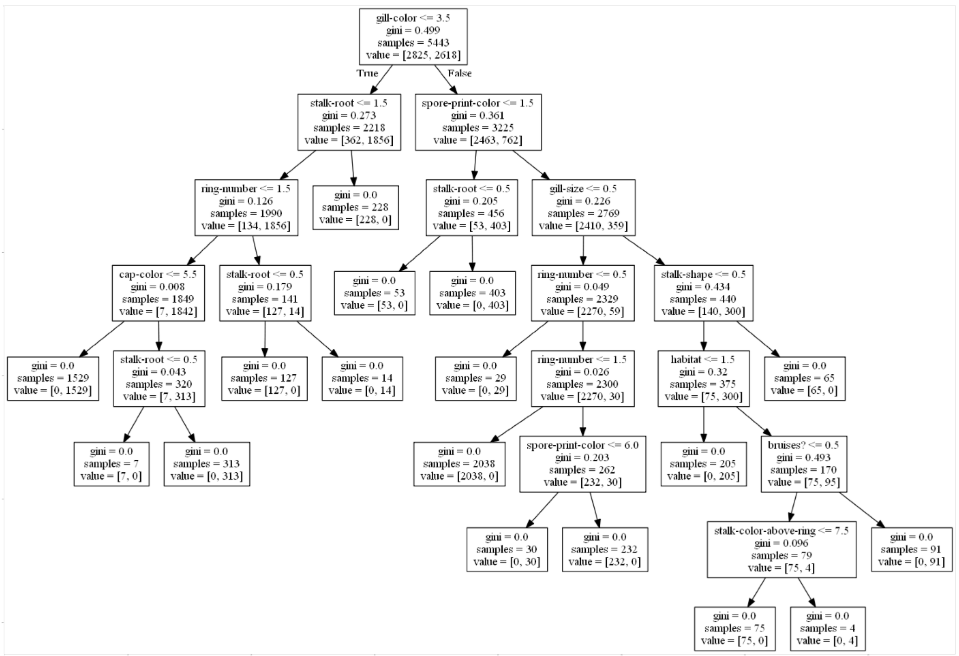 gill-color <= 3.5
gini = 0.499
samples = 5443
value = [2825, 2618]
True
False
stalk-root <= 1.5
gini = 0.273
samples = 2218
value = [362, 1856]
spore-print-color <= 1.5
gini = 0.361
samples = 3225
value = [2463, 762]
ring-number <= 1.5
gini = 0.126
samples = 1990
value = [134, 1856]
gini = 0.0
samples = 228
value = [228, 0]
stalk-root <= 0.5
gini = 0.205
samples = 456
value = [53, 403]
gill-size <= 0.5
gini = 0.226
samples = 2769
value = [2410, 359]
cap-color <= 5.5
gini = 0.008
samples = 1849
value = [7, 1842]
stalk-root <= 0.5
gini = 0.179
samples = 141
value = [127, 14]
gini = 0.0
samples = 53
value = [53, 0]
gini = 0.0
samples = 403
value = [0, 403]
ring-number <= 0.5
gini = 0.049
samples = 2329
value = [2270, 59]
stalk-shape <= 0.5
gini = 0.434
samples = 440
value = [140, 300]
gini = 0.0
samples = 1529
value = [0, 1529]
stalk-root <= 0.5
gini = 0.043
samples = 320
value = [7, 313]
gini = 0.0
samples = 127
value = [127, 0]
gini = 0.0
samples = 14
value = [0, 14]
gini = 0.0
samples = 29
value = [0, 29]
ring-number <= 1.5
gini = 0.026
samples = 2300
value = [2270, 30]
habitat <= 1.5
gini = 0.32
samples = 375
value = [75, 300]
gini = 0.0
samples = 65
value = [65, 0]
gini = 0.0
samples = 7
value = [7, 0]
gini = 0.0
samples = 313
value = [0, 313]
gini = 0.0
samples = 2038
value = [2038, 0]
spore-print-color <= 6.0
gini = 0.203
samples = 262
value = [232, 30]
gini = 0.0
samples = 205
value = [0, 205]
bruises? <= 0.5
gini = 0.493
samples = 170
value = [75, 95]
gini = 0.0
samples = 30
value = [0, 30]
gini = 0.0
samples = 232
value = [232, 0]
stalk-color-above-ring <= 7.5
gini = 0.096
samples = 79
value = [75, 4]
gini = 0.0
samples = 91
value = [0, 91]
gini = 0.0
samples = 75
value = [75, 0]
gini = 0.0
samples = 4
value = [0, 4]